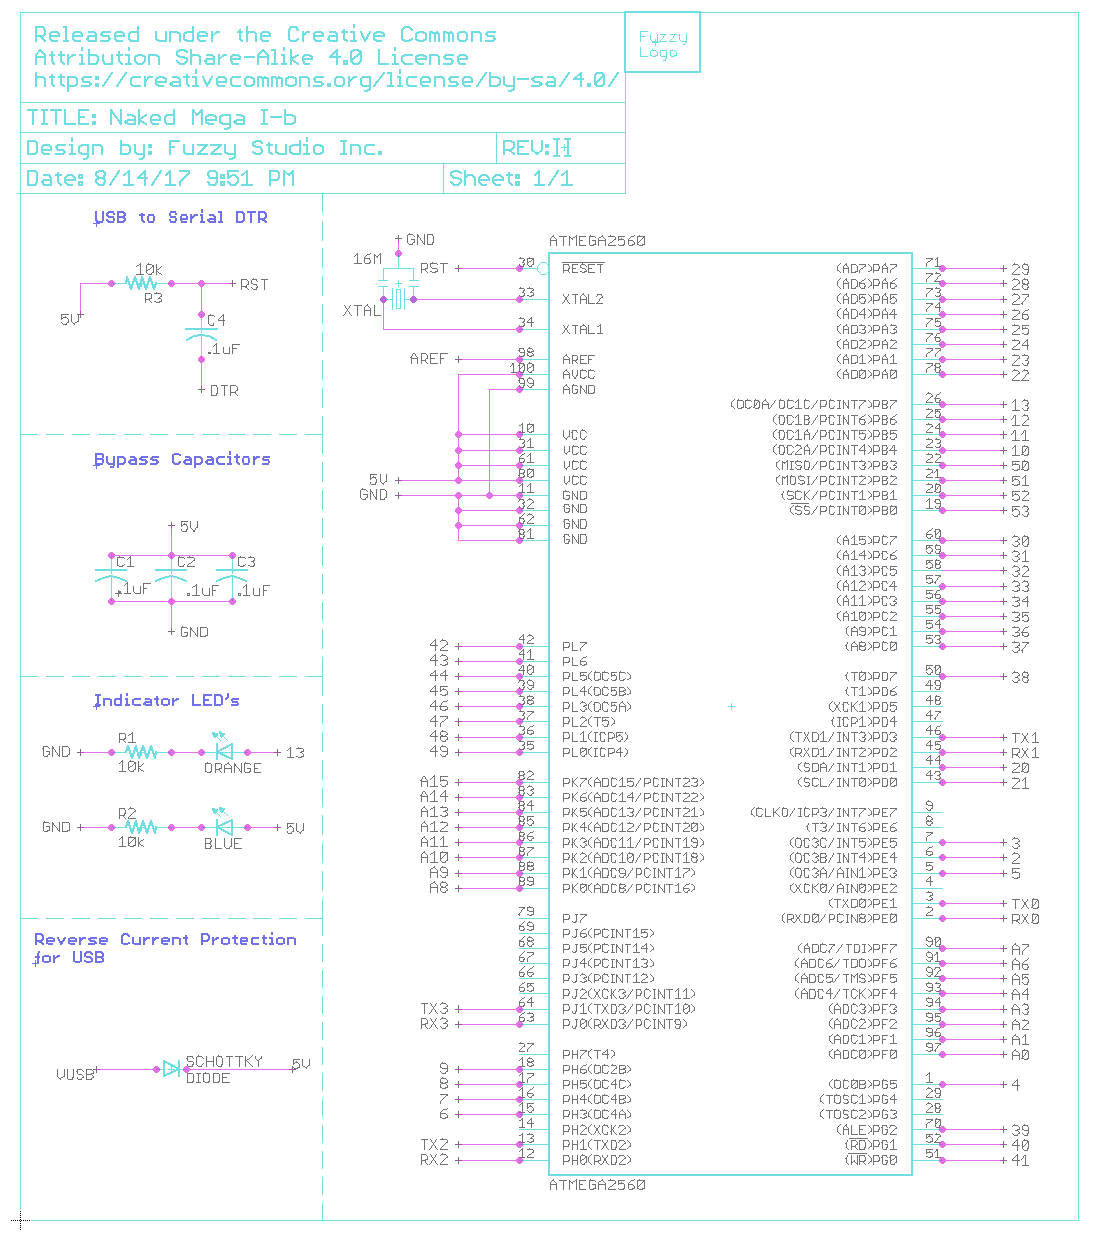 Released under the Creative Commons
Attribution Share-Alike 4.0 License
https://creativecommons.org/license/by-sa/4.0/
Fuzzy
Logo
TITLE: Naked Mega I-b
Design by: Fuzzy Studio Inc.
REV:II
Date: 8/14/17 9:51 PM
Sheet: 1/1
USB to Serial DTR
10k
R3
RST
5V
C4
.1uF
DTR
Bypass Capacitors
5V
C1
C2
C3
.1uF
.1uF
.1uF
GND
Indicator LED's
GND
R1
10k
ORANGE
13
GND
R2
10k
BLUE
5V
Reverse Current Protection
for USB
VUSB
SCHOTTKY
DIODE
5V
ATMEGA2560
GND
16M
XTAL
RST 30 RESET
33 XTAL2
34 XTAL1
AREF 98 AREF
100 AVCC
99 AGND
10 VCC
31 VCC
61 VCC
5V 80 VCC
GND 11 GND
32 GND
62 GND
81 GND
42 42 PL7
43 41 PL6
44 40 PL5(OC5C)
45 39 PL4(OC5B)
46 38 PL3(OC5A)
47 37 PL2(T5)
48 36 PL1(ICP5)
49 35 PL0(ICP4)
A15 82 PK7(ADC15/PCINT23)
A14 83 PK6(ADC14/PCINT22)
A13 84 PK5(ADC13/PCINT21)
A12 85 PK4(ADC12/PCINT20)
A11 86 PK3(ADC11/PCINT19)
A10 87 PK2(ADC10/PCINT18)
A9 88 PK1(ADC9/PCINT17)
A8 89 PK0(ADC8/PCINT16)
79 PJ7
69 PJ6(PCINT15)
68 PJ5(PCINT14)
67 PJ4(PCINT13)
66 PJ3(PCINT12)
65 PJ2(XCK3/PCINT11)
TX3 64 PJ1(TXD3/PCINT10)
RX3 63 PJ0(RXD3/PCINT9)
27 PH7(T4)
9 18 PH6(OC2B)
8 17 PH5(OC4C)
7 16 PH4(OC4B)
6 15 PH3(OC4A)
14 PH2(XCK2)
TX2 13 PH1(TXD2)
RX2 12 PH0(RXD2)
(AD7)PA7 71 29
(AD6)PA6 72 28
(AD5)PA5 73 27
(AD4)PA4 74 26
(AD3)PA3 75 25
(AD2)PA2 76 24
(AD1)PA1 77 23
(AD0)PA0 78 22
(OC0A/OC1C/PCINT7)PB7 26 13
(OC1B/PCINT6)PB6 25 12
(OC1A/PCINT5)PB5 24 11
(OC2A/PCINT4)PB4 23 10
(MISO/PCINT3)PB3 22 50
(MOSI/PCINT2)PB2 21 51
(SCK/PCINT1)PB1 20 52
(SS/PCINT0)PB0 19 53
(A15)PC7 60 30
(A14)PC6 59 31
(A13)PC5 58 32
(A12)PC4 57 33
(A11)PC3 56 34
(A10)PC2 55 35
(A9)PC1 54 36
(A8)PC0 53 37
(T0)PD7 50 38
(T1)PD6 49
(XCK1)PD5 48
(ICP1)PD4 47
(TXD1/INT3)PD3 46 TX1
(RXD1/INT2)PD2 45 RX1
(SDA/INT1)PD1 44 20
(SCL/INT0)PD0 43 21
(CLKO/ICP3/INT7)PE7 9
(T3/INT6)PE6 8
(OC3C/INT5)PE5 7 3
(OC3B/INT4)PE4 6 2
(OC3A/AIN1)PE3 5 5
(XCK0/AIN0)PE2 4
(TXD0)PE1 3 TX0
(RXD0/PCIN8)PE0 2 RX0
(ADC7/TDI)PF7 90 A7
(ADC6/TDO)PF6 91 A6
(ADC5/TMS)PF5 92 A5
(ADC4/TCK)PF4 93 A4
(ADC3)PF3 94 A3
(ADC2)PF2 95 A2
(ADC1)PF1 96 A1
(ADC0)PF0 97 A0
(OC0B)PG5 1 4
(TOSC1)PG4 29
(TOSC2)PG3 28
(ALE)PG2 70 39
(RD)PG1 52 40
(WR)PG0 51 41
ATMEGA2560